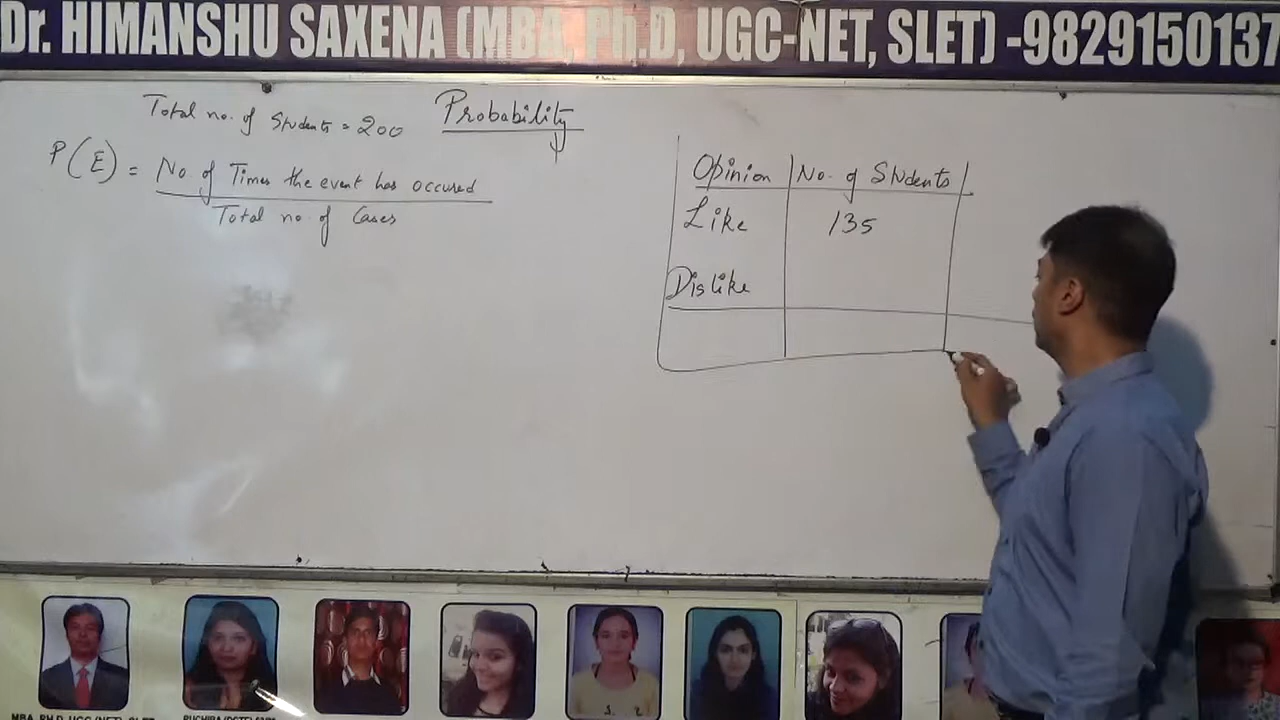 Dr. HIMANSHU SAXENA (MBA, Ph.D, UGC-NET, SLET) -9829150137
Total no. of Students = 200
Probability
P(E) = No of Times the event has occured
Total no. of Cases
Opinion No. of Students
Like 135
Dislike